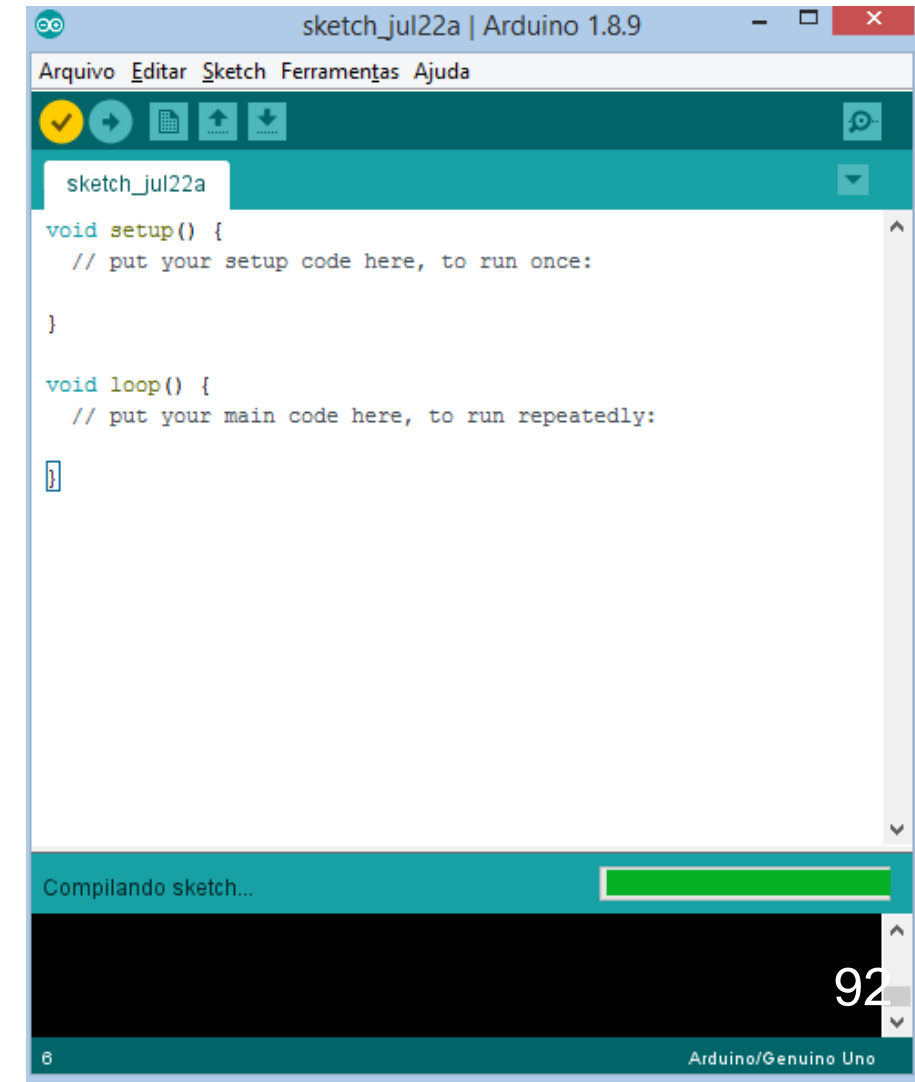 sketch_jul22a | Arduino 1.8.9
Arquivo Editar Sketch Ferramentas Ajuda
sketch_jul22a
void setup() {
  // put your setup code here, to run once:
}
void loop() {
  // put your main code here, to run repeatedly:
}
Compilando sketch...
92
6 Arduino/Genuino Uno